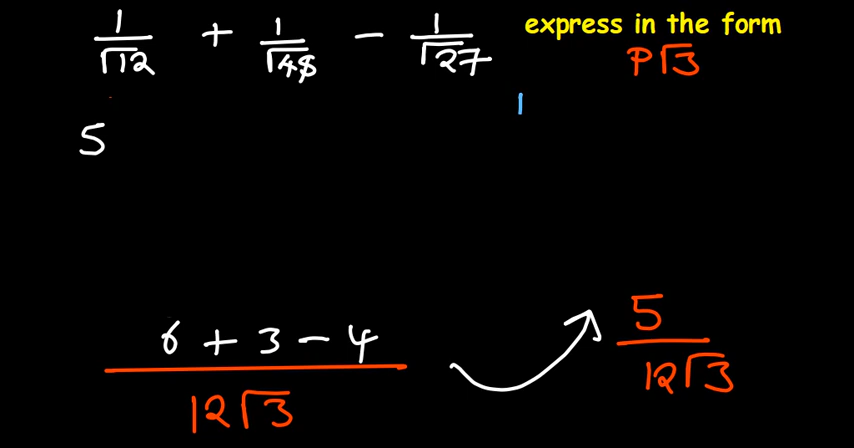 1/√12 + 1/√48 - 1/√27 express in the form
P√3
1
5
6 + 3 - 4 / 12√3
5 / 12√3